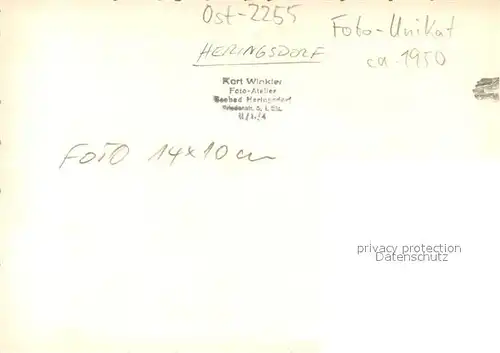 Ost-2255
Foto-Unikat
ca. 1950
HERINGSDORF
Kurt Winkler
Foto-Atelier
Seebad Heringsdorf
FOTO 14x10 cm
privacy protection
Datenschutz